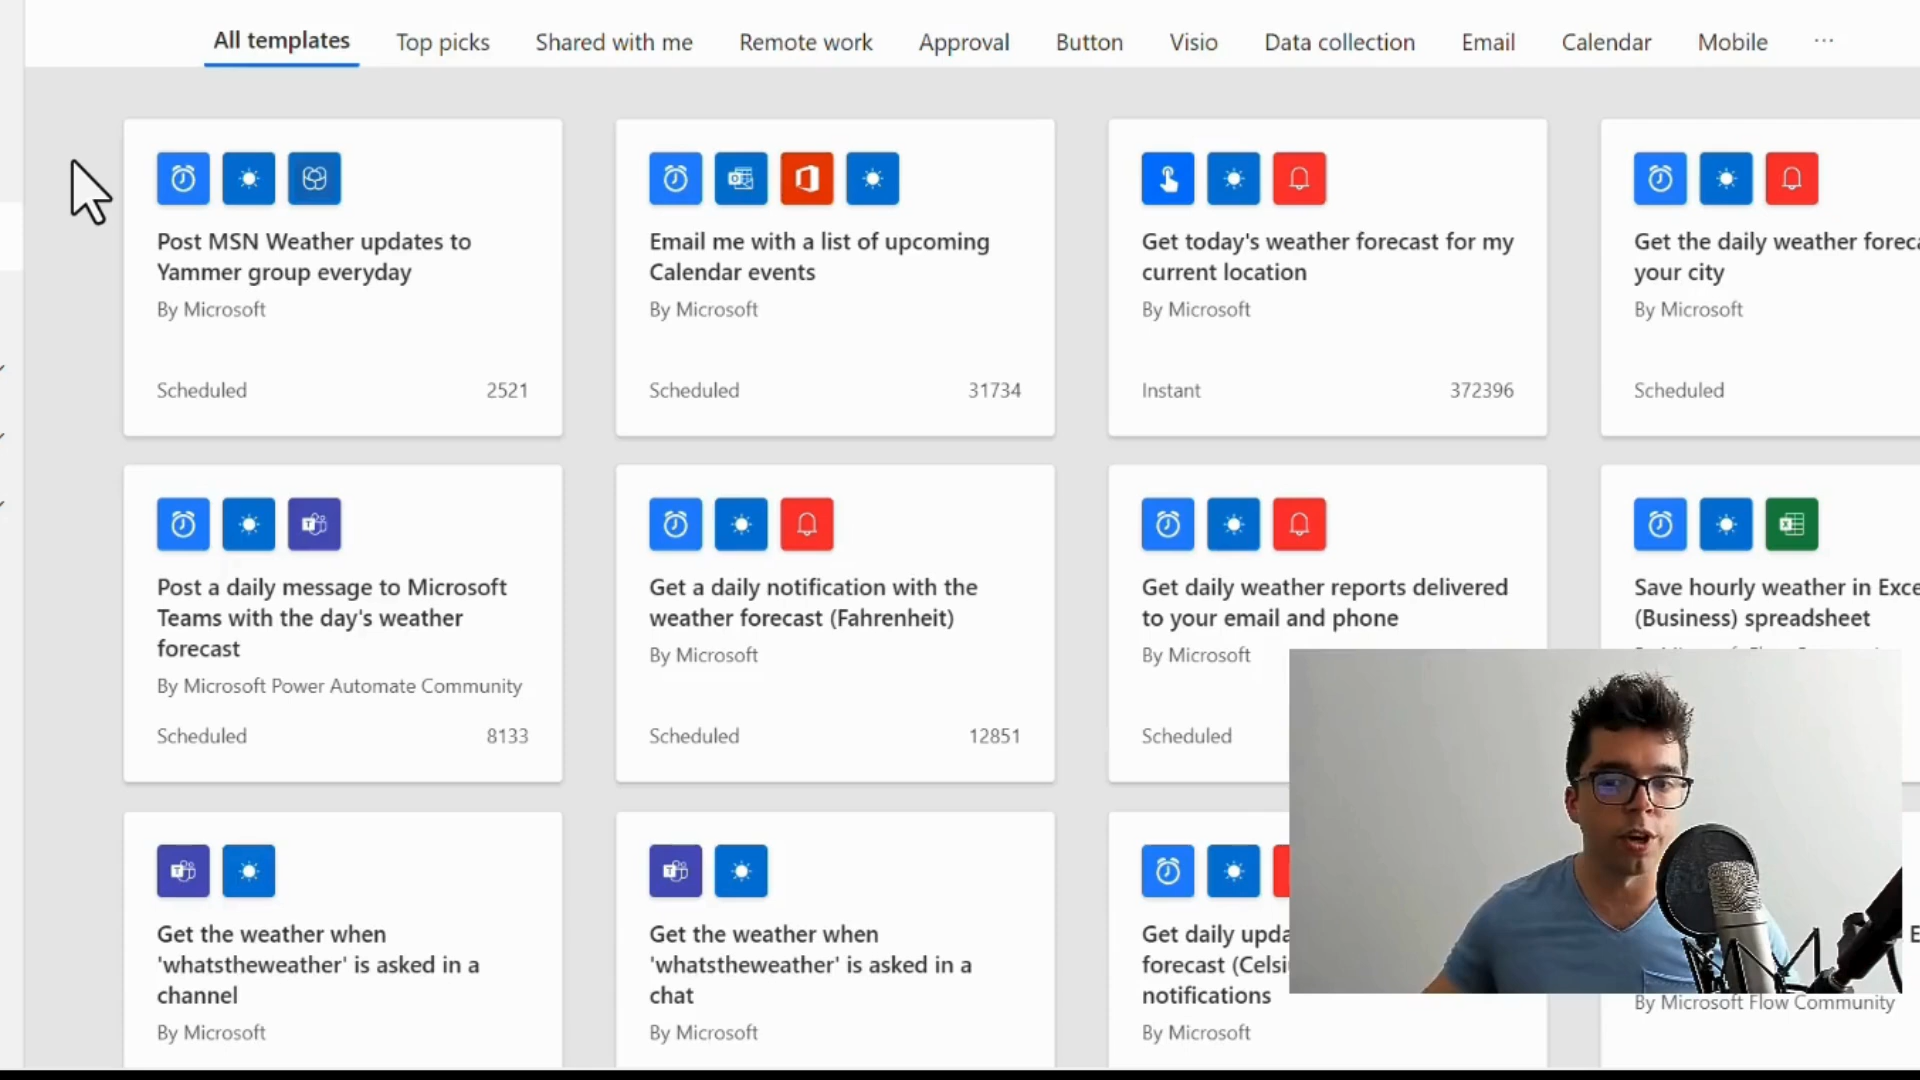 All templates Top picks Shared with me Remote work Approval Button Visio Data collection Email Calendar Mobile ...
Post MSN Weather updates to
Yammer group everyday
By Microsoft
Scheduled 2521
Email me with a list of upcoming
Calendar events
By Microsoft
Scheduled 31734
Get today's weather forecast for my
current location
By Microsoft
Instant 372396
Get the daily weather
your city
By Microsoft
Scheduled
Post a daily message to Microsoft
Teams with the day's weather
forecast
By Microsoft Power Automate Community
Scheduled 8133
Get a daily notification with the
weather forecast (Fahrenheit)
By Microsoft
Scheduled 12851
Get daily weather reports delivered
to your email and phone
By Microsoft
Scheduled
Save hourly weather in
(Business) spreadsheet
Get the weather when
'whatstheweather' is asked in a
channel
By Microsoft
Get the weather when
'whatstheweather' is asked in a
chat
By Microsoft
Get daily
forecast
notifications
By Microsoft
By Microsoft Flow Community